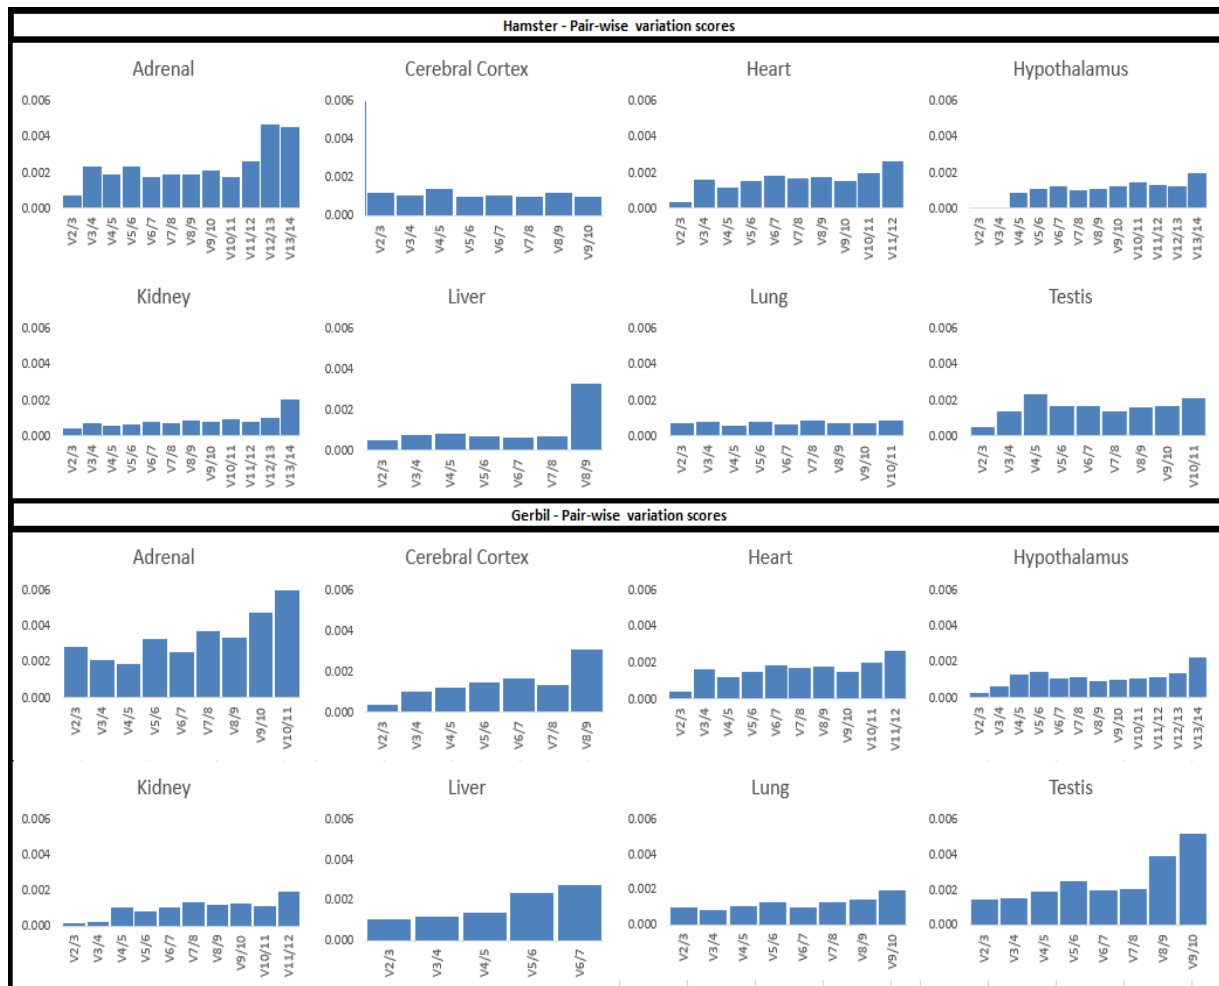 Hamster - Pair-wise variation scores
Adrenal
Cerebral Cortex
Heart
Hypothalamus
0.006
0.004
0.002
0.000
V2/3 V3/4 V4/5 V5/6 V6/7 V7/8 V8/9 V9/10 V10/11 V11/12 V12/13 V13/14
0.006
0.004
0.002
0.000
V2/3 V3/4 V4/5 V5/6 V6/7 V7/8 V8/9 V9/10
0.006
0.004
0.002
0.000
V2/3 V3/4 V4/5 V5/6 V6/7 V7/8 V8/9 V9/10 V10/11 V11/12
0.006
0.004
0.002
0.000
V2/3 V3/4 V4/5 V5/6 V6/7 V7/8 V8/9 V9/10 V10/11 V11/12 V12/13 V13/14
Kidney
Liver
Lung
Testis
0.006
0.004
0.002
0.000
V2/3 V3/4 V4/5 V5/6 V6/7 V7/8 V8/9 V9/10 V10/11 V11/12 V12/13 V13/14
0.006
0.004
0.002
0.000
V2/3 V3/4 V4/5 V5/6 V6/7 V7/8 V8/9
0.006
0.004
0.002
0.000
V2/3 V3/4 V4/5 V5/6 V6/7 V7/8 V8/9 V9/10 V10/11
0.006
0.004
0.002
0.000
V2/3 V3/4 V4/5 V5/6 V6/7 V7/8 V8/9 V9/10 V10/11
Gerbil - Pair-wise variation scores
Adrenal
Cerebral Cortex
Heart
Hypothalamus
0.006
0.004
0.002
0.000
V2/3 V3/4 V4/5 V5/6 V6/7 V7/8 V8/9 V9/10 V10/11
0.006
0.004
0.002
0.000
V2/3 V3/4 V4/5 V5/6 V6/7 V7/8 V8/9
0.006
0.004
0.002
0.000
V2/3 V3/4 V4/5 V5/6 V6/7 V7/8 V8/9 V9/10 V10/11 V11/12
0.006
0.004
0.002
0.000
V2/3 V3/4 V4/5 V5/6 V6/7 V7/8 V8/9 V9/10 V10/11 V11/12 V12/13 V13/14
Kidney
Liver
Lung
Testis
0.006
0.004
0.002
0.000
V2/3 V3/4 V4/5 V5/6 V6/7 V7/8 V8/9 V9/10 V10/11 V11/12
0.006
0.004
0.002
0.000
V2/3 V3/4 V4/5 V5/6 V6/7
0.006
0.004
0.002
0.000
V2/3 V3/4 V4/5 V5/6 V6/7 V7/8 V8/9 V9/10
0.006
0.004
0.002
0.000
V2/3 V3/4 V4/5 V5/6 V6/7 V7/8 V8/9 V9/10